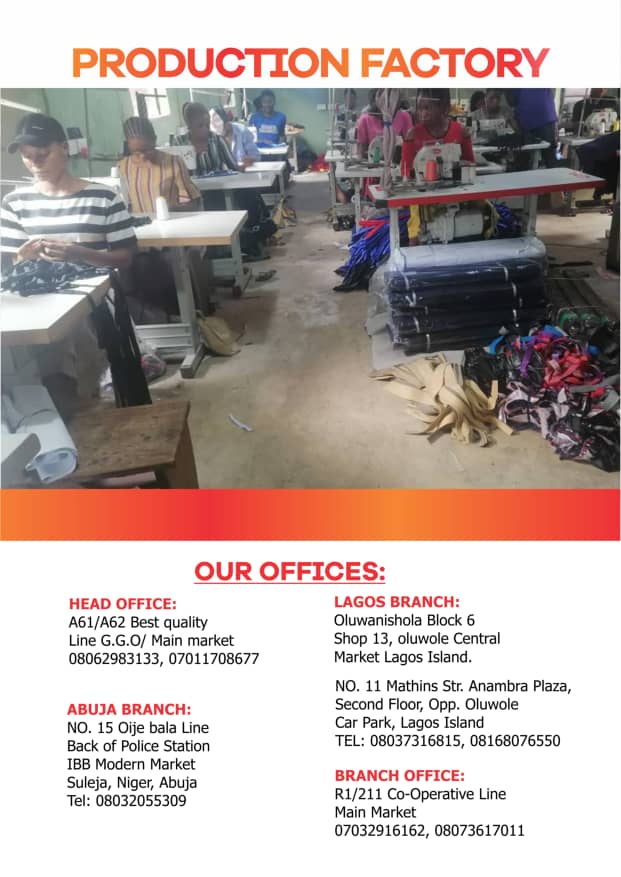 PRODUCTION FACTORY
OUR OFFICES:
HEAD OFFICE:
A61/A62 Best quality
Line G.G.O/ Main market
08062983133, 07011708677
ABUJA BRANCH:
NO. 15 Oije bala Line
Back of Police Station
IBB Modern Market
Suleja, Niger, Abuja
Tel: 08032055309
LAGOS BRANCH:
Oluwanishola Block 6
Shop 13, oluwole Central
Market Lagos Island.
NO. 11 Mathins Str. Anambra Plaza,
Second Floor, Opp. Oluwole
Car Park, Lagos Island
TEL: 08037316815, 08168076550
BRANCH OFFICE:
R1/211 Co-Operative Line
Main Market
07032916162, 08073617011